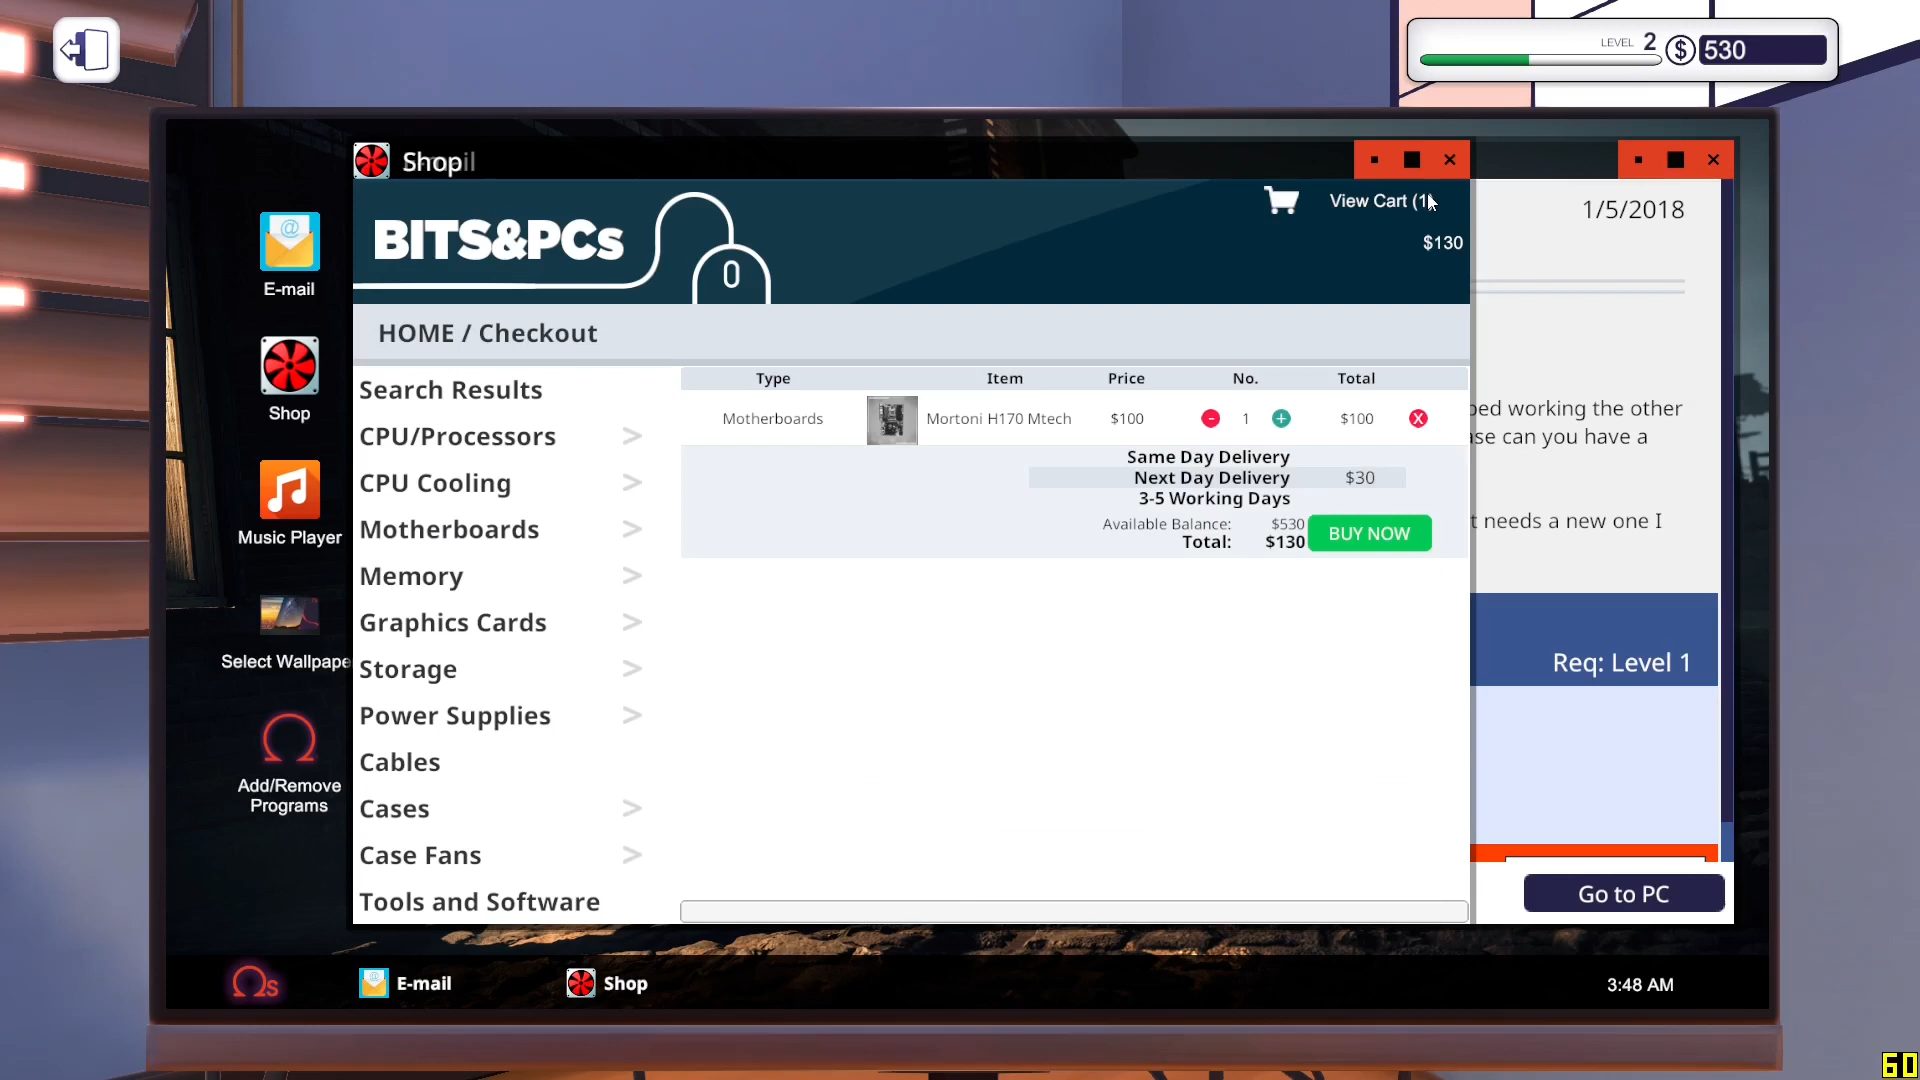 LEVEL 2 $ 530
Shop
View Cart (1
$130
BITS&PCs
1/5/2018
E-mail
Shop
Music Player
Select Wallpape
Add/Remove
Programs
HOME / Checkout
Search Results
CPU/Processors >
CPU Cooling >
Motherboards >
Memory >
Graphics Cards >
Storage >
Power Supplies >
Cables
Cases >
Case Fans >
Tools and Software
Type Item Price No. Total
Motherboards Mortoni H170 Mtech $100 - 1 + $100 X
Same Day Delivery
Next Day Delivery $30
3-5 Working Days
Available Balance: $530
Total: $130
BUY NOW
working the other
can you have a
needs a new one I
Req: Level 1
Go to PC
Ωs
E-mail
Shop
3:48 AM
60